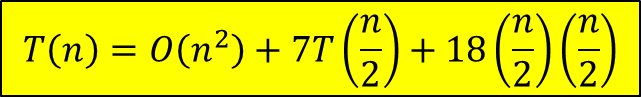 T(n) = O(n²) + 7T(n/2) + 18(n/2)(n/2)